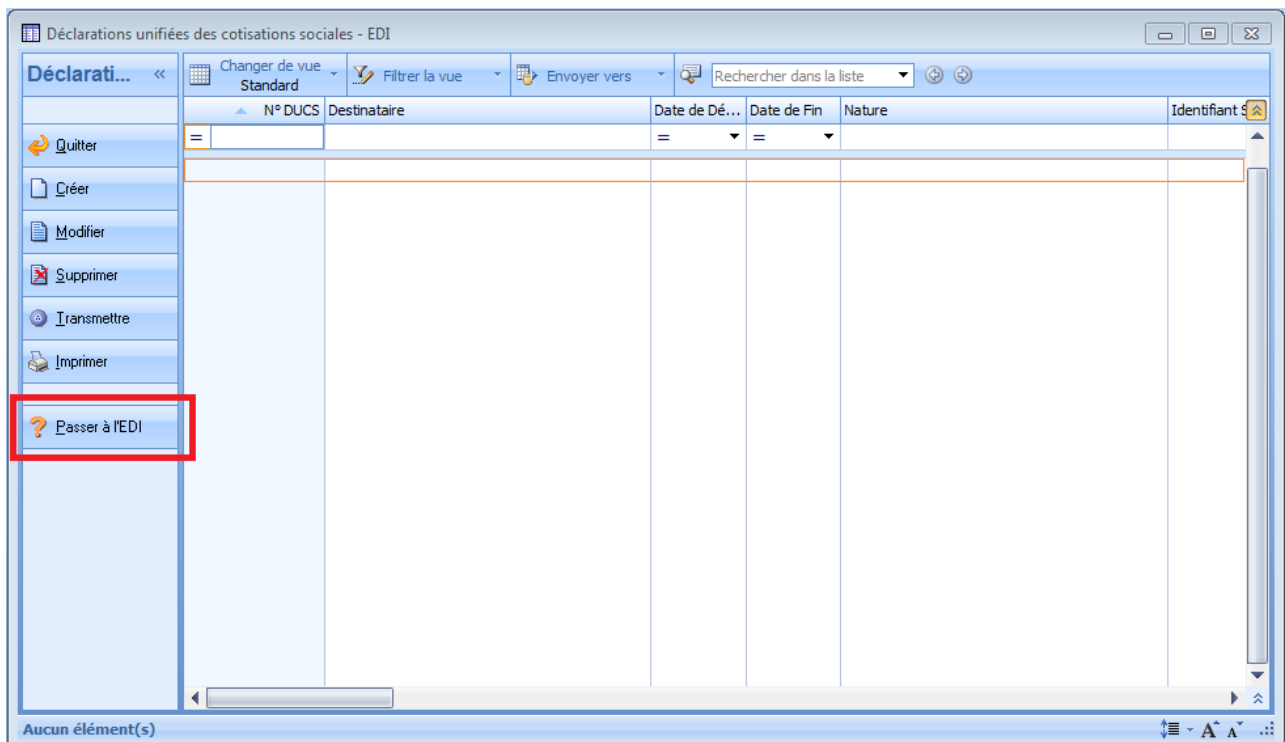 Déclarations unifiées des cotisations sociales - EDI
Déclarati... «
Changer de vue
Standard
Filtrer la vue
Envoyer vers
Rechercher dans la liste
N° DUCS Destinataire Date de Dé... Date de Fin Nature Identifiant S
= = =
Quitter
Créer
Modifier
Supprimer
Transmettre
Imprimer
? Passer à l'EDI
Aucun élément(s) A A